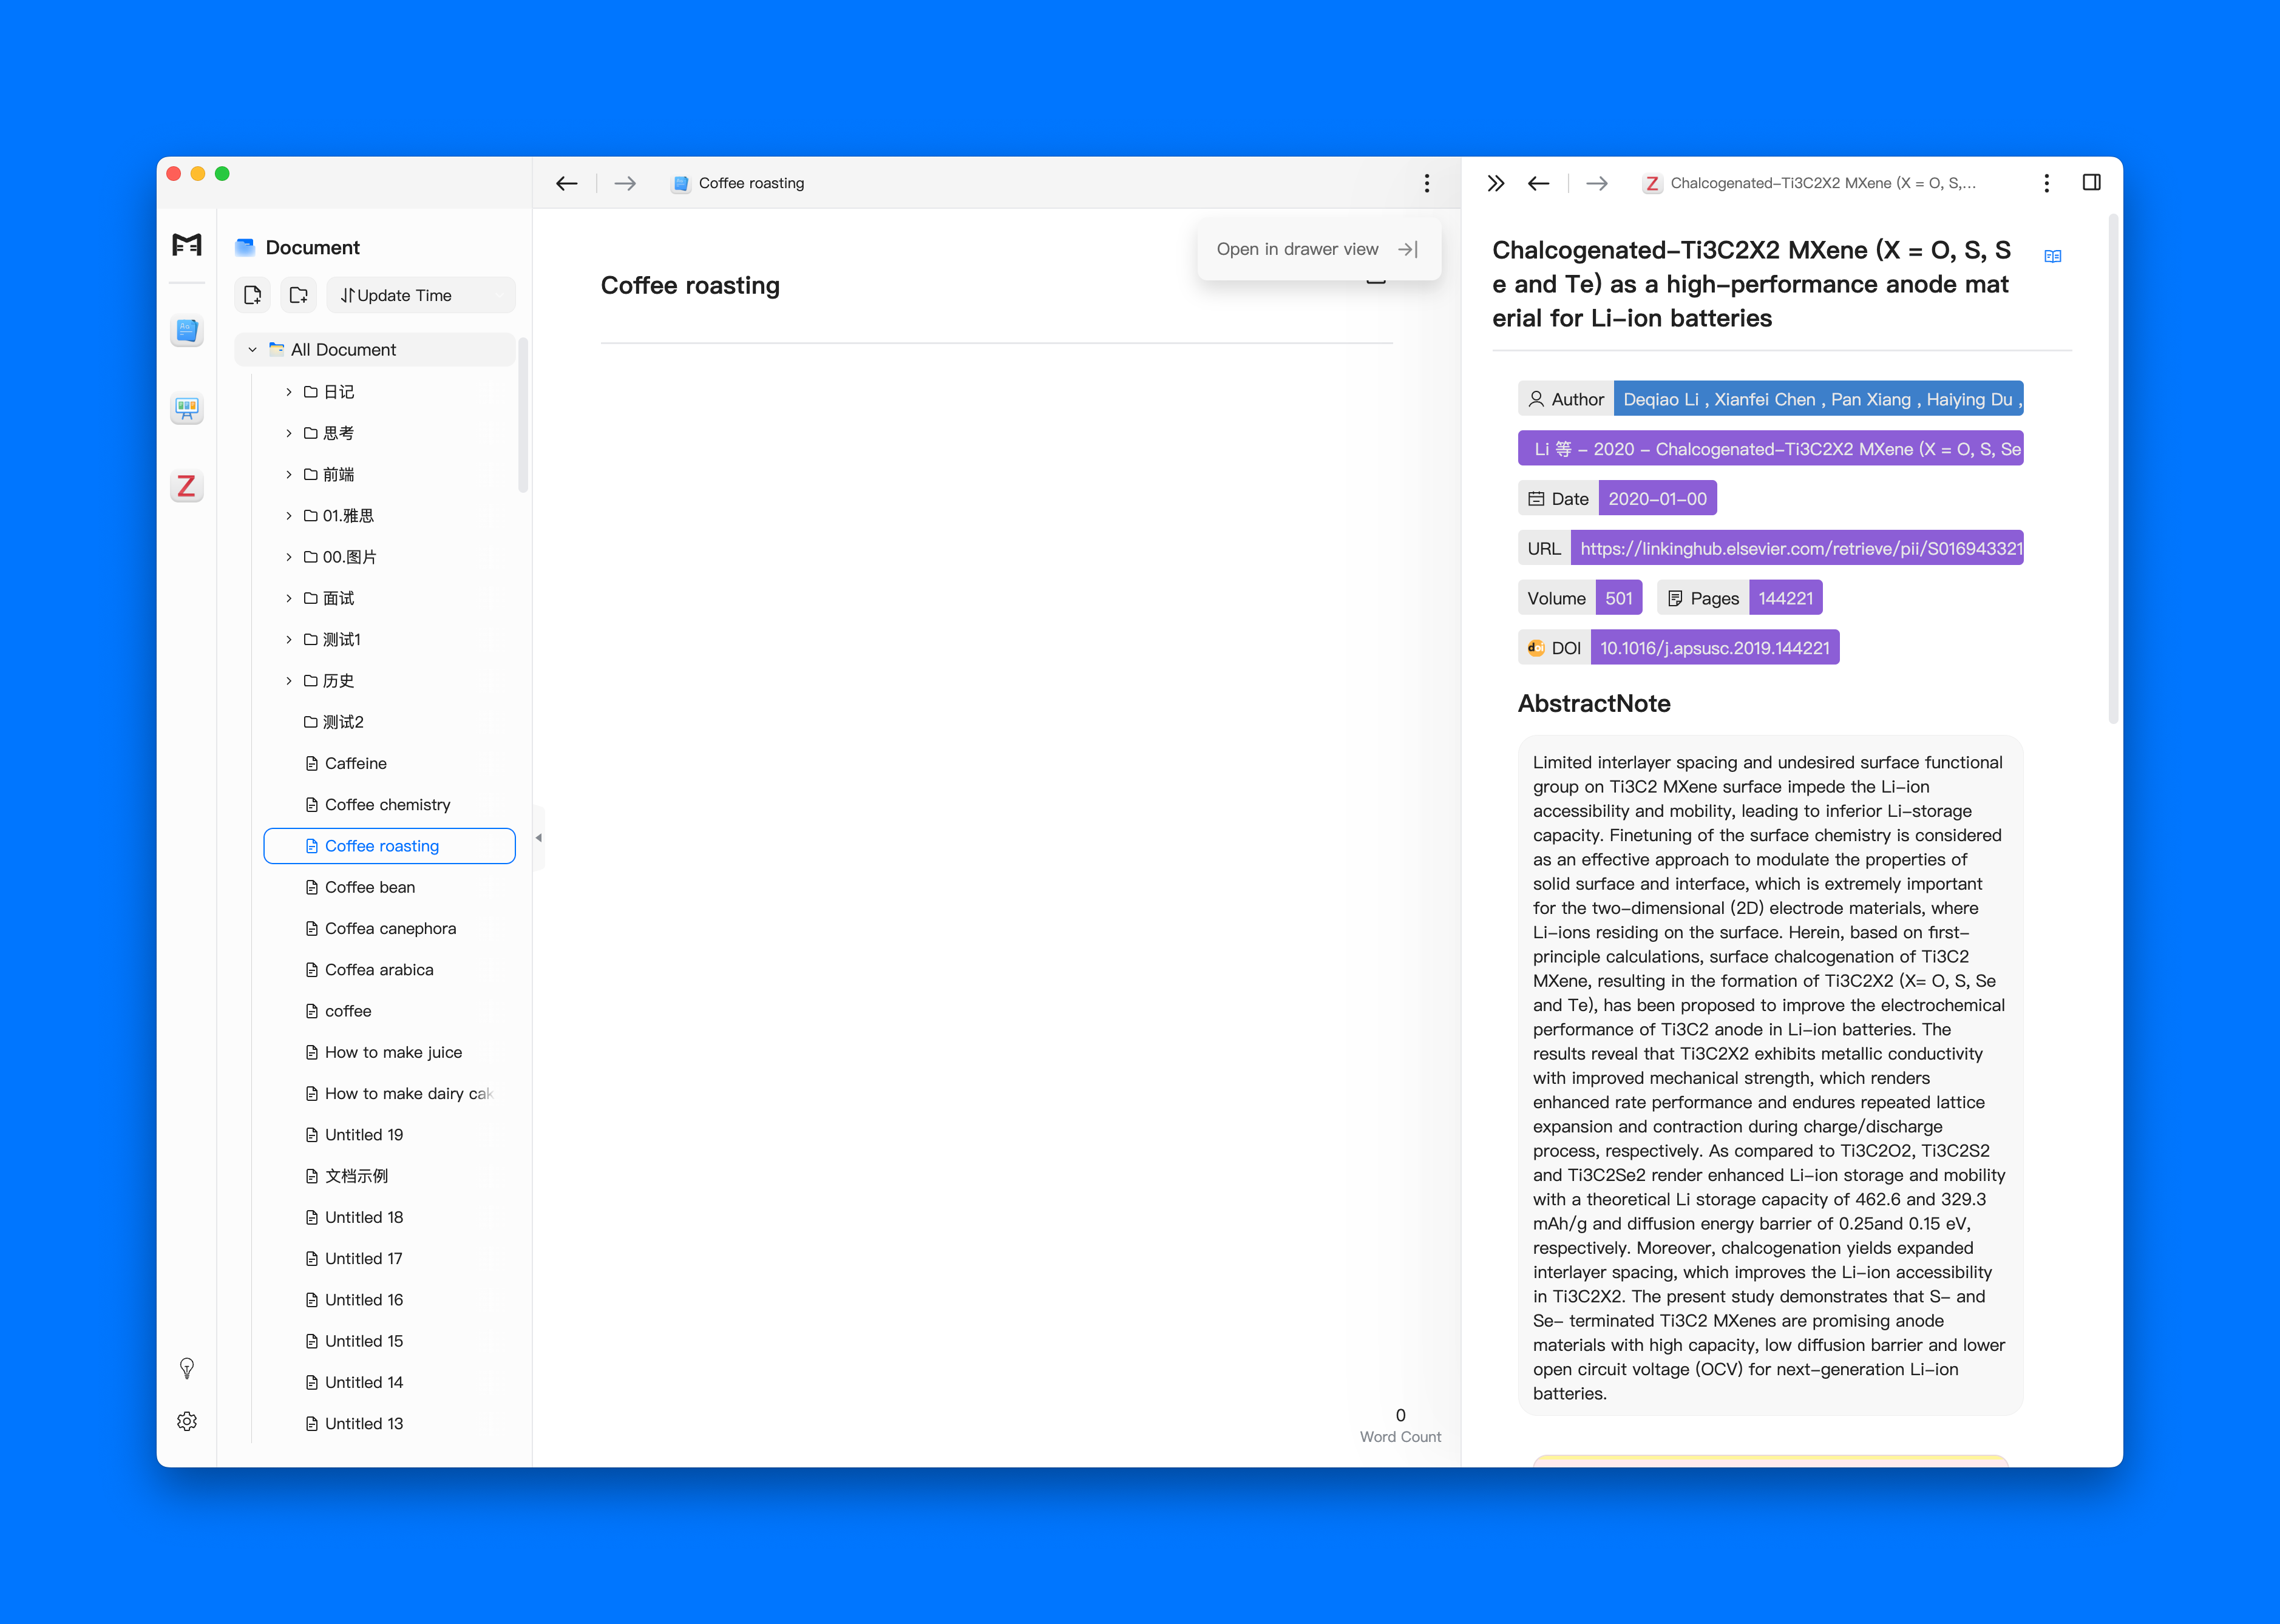 Coffee roasting
Chalcogenated-Ti3C2X2 MXene (X = O, S,...
Document
Update Time
All Document
日记
思考
前端
01.雅思
00.图片
面试
测试1
历史
测试2
Caffeine
Coffee chemistry
Coffee roasting
Coffee bean
Coffea canephora
Coffea arabica
coffee
How to make juice
How to make dairy cak
Untitled 19
文档示例
Untitled 18
Untitled 17
Untitled 16
Untitled 15
Untitled 14
Untitled 13
Open in drawer view
Coffee roasting
0
Word Count
Chalcogenated-Ti3C2X2 MXene (X = O, S, S
e and Te) as a high-performance anode mat
erial for Li-ion batteries
Author Deqiao Li , Xianfei Chen , Pan Xiang , Haiying Du ,
Li 等 - 2020 - Chalcogenated-Ti3C2X2 MXene (X = O, S, Se
Date 2020-01-00
URL https://linkinghub.elsevier.com/retrieve/pii/S016943321
Volume 501 Pages 144221
doi DOI 10.1016/j.apsusc.2019.144221
AbstractNote
Limited interlayer spacing and undesired surface functional
group on Ti3C2 MXene surface impede the Li-ion
accessibility and mobility, leading to inferior Li-storage
capacity. Finetuning of the surface chemistry is considered
as an effective approach to modulate the properties of
solid surface and interface, which is extremely important
for the two-dimensional (2D) electrode materials, where
Li-ions residing on the surface. Herein, based on first-
principle calculations, surface chalcogenation of Ti3C2
MXene, resulting in the formation of Ti3C2X2 (X= O, S, Se
and Te), has been proposed to improve the electrochemical
performance of Ti3C2 anode in Li-ion batteries. The
results reveal that Ti3C2X2 exhibits metallic conductivity
with improved mechanical strength, which renders
enhanced rate performance and endures repeated lattice
expansion and contraction during charge/discharge
process, respectively. As compared to Ti3C2O2, Ti3C2S2
and Ti3C2Se2 render enhanced Li-ion storage and mobility
with a theoretical Li storage capacity of 462.6 and 329.3
mAh/g and diffusion energy barrier of 0.25and 0.15 eV,
respectively. Moreover, chalcogenation yields expanded
interlayer spacing, which improves the Li-ion accessibility
in Ti3C2X2. The present study demonstrates that S- and
Se- terminated Ti3C2 MXenes are promising anode
materials with high capacity, low diffusion barrier and lower
open circuit voltage (OCV) for next-generation Li-ion
batteries.